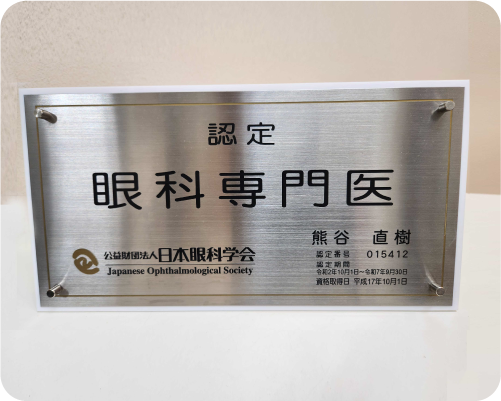 認定
眼科専門医
熊谷 直樹
認定番号 015412
認定期間
令和2年10月1日~令和7年9月30日
資格取得日 平成17年10月1日
公益財団法人日本眼科学会
Japanese Ophthalmological Society